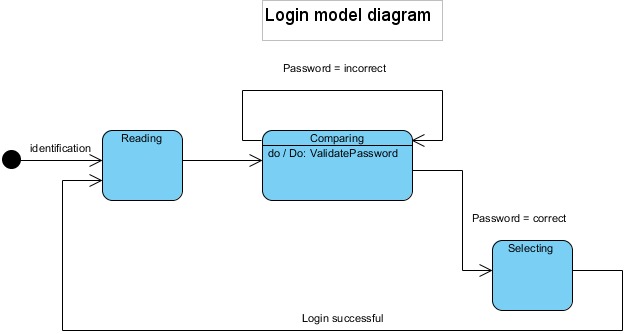 Login model diagram
Password = incorrect
Reading
Comparing
identification
do / Do: ValidatePassword
Password = correct
Selecting
Login successful